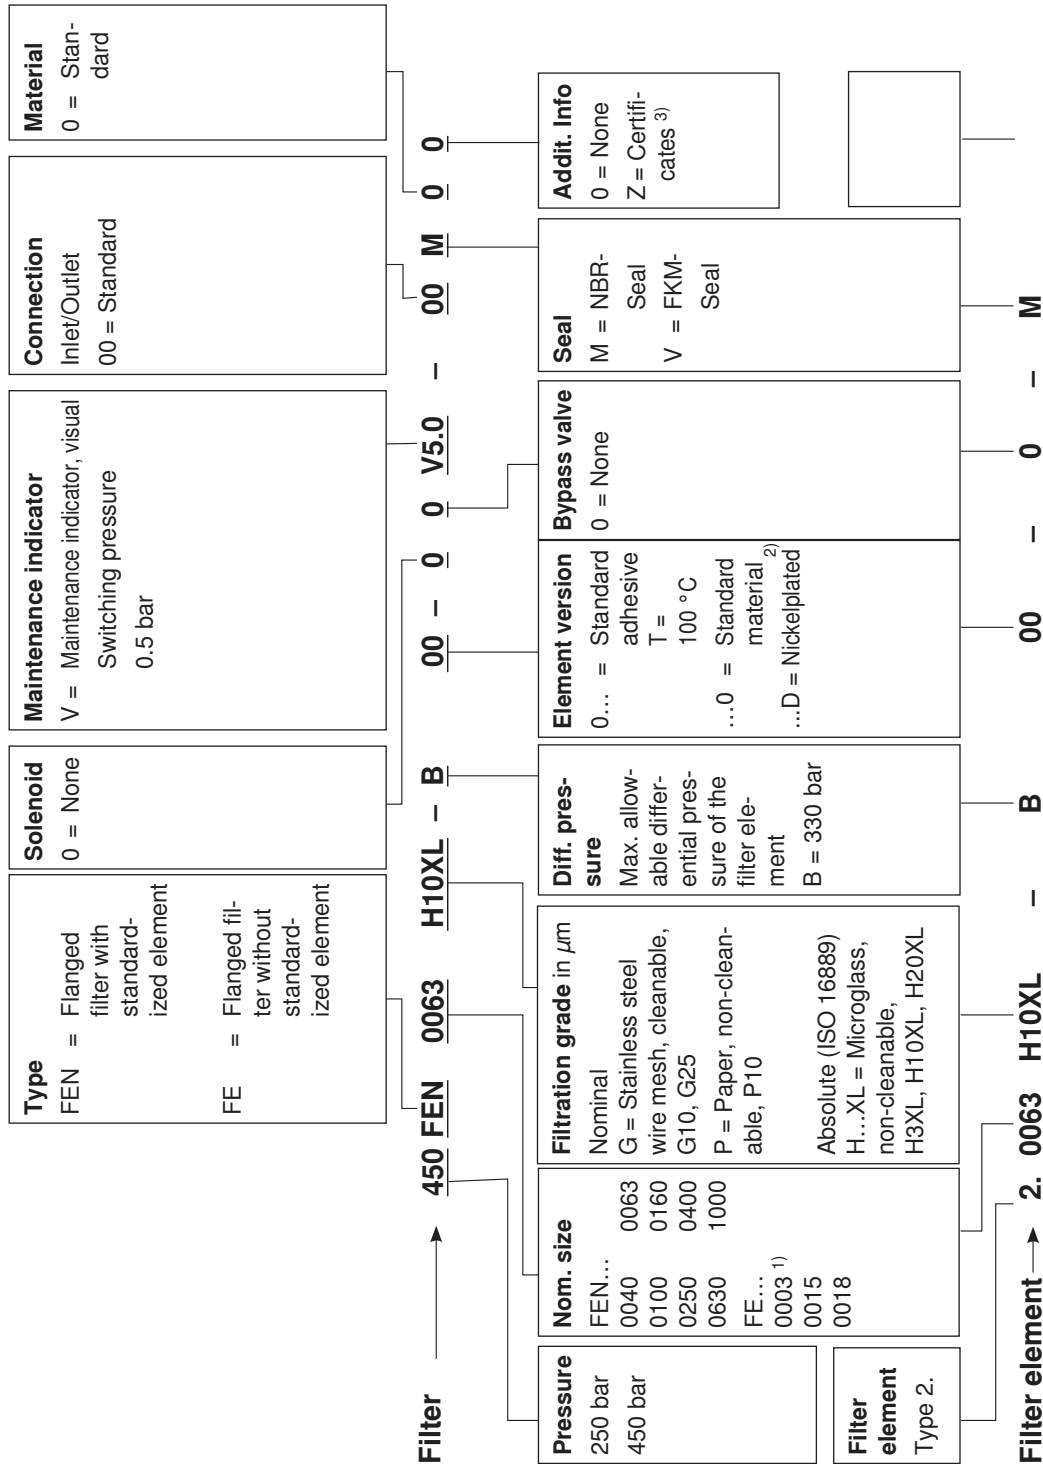 Type
FEN = Flanged
filter with
standard-
ized element
FE = Flanged fil-
ter without
standard-
ized element
Solenoid
0 = None
Maintenance indicator
V = Maintenance indicator, visual
Switching pressure
0.5 bar
Connection
Inlet/Outlet
00 = Standard
Material
0 = Stan-
dard
Filter 450 FEN 0063 H10XL – B 00 – 0 0 V5.0 – 00 M 0 0
Pressure
250 bar
450 bar
Nom. size
FEN...
0040 0063
0100 0160
0250 0400
0630 1000
FE...
0003 1)
0015
0018
Filtration grade in µm
Nominal
G = Stainless steel
wire mesh, cleanable,
G10, G25
P = Paper, non-clean-
able, P10
Absolute (ISO 16889)
H...XL = Microglass,
non-cleanable,
H3XL, H10XL, H20XL
Diff. pres-
sure
Max. allow-
able differ-
ential pres-
sure of the
filter ele-
ment
B = 330 bar
Element version
0... = Standard
adhesive
T =
100 °C
...0 = Standard
material 2)
...D = Nickelplated
Bypass valve
0 = None
Seal
M = NBR-
Seal
V = FKM-
Seal
Addit. Info
0 = None
Z = Certifi-
cates 3)
Filter
element
Type 2.
Filter element 2. 0063 H10XL – B 00 – 0 – M